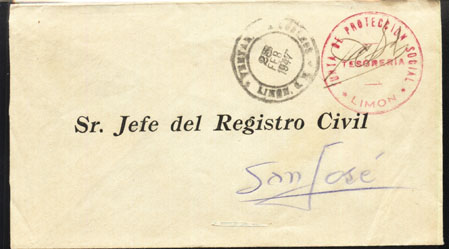 LIMON, C. R.
25
FEB
1947
JUNTA DE PROTECCION SOCIAL
TESORERIA
LIMON
Sr. Jefe del Registro Civil
San José